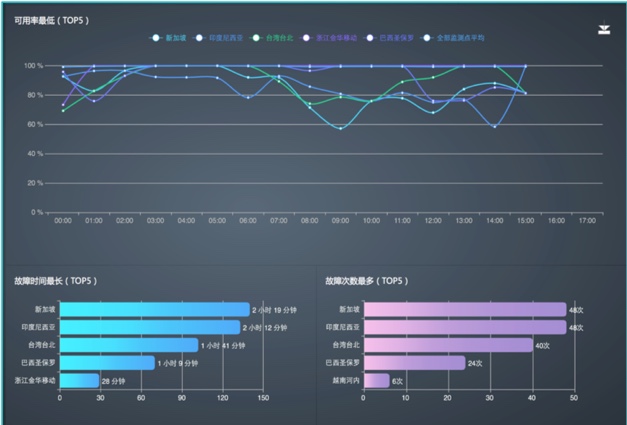 可用率最低（TOP5）
新加坡 印度尼西亚 台湾台北 浙江金华移动 巴西圣保罗 全部监测点平均
100 %
80 %
60 %
40 %
20 %
0 %
00:00 01:00 02:00 03:00 04:00 05:00 06:00 07:00 08:00 09:00 10:00 11:00 12:00 13:00 14:00 15:00 16:00 17:00
故障时间最长（TOP5）
新加坡 2 小时 19 分钟
印度尼西亚 2 小时 12 分钟
台湾台北 1 小时 41 分钟
巴西圣保罗 1 小时 9 分钟
浙江金华移动 28 分钟
0 30 60 90 120 150
故障次数最多（TOP5）
新加坡 48次
印度尼西亚 48次
台湾台北 40次
巴西圣保罗 24次
越南河内 6次
0 10 20 30 40 50